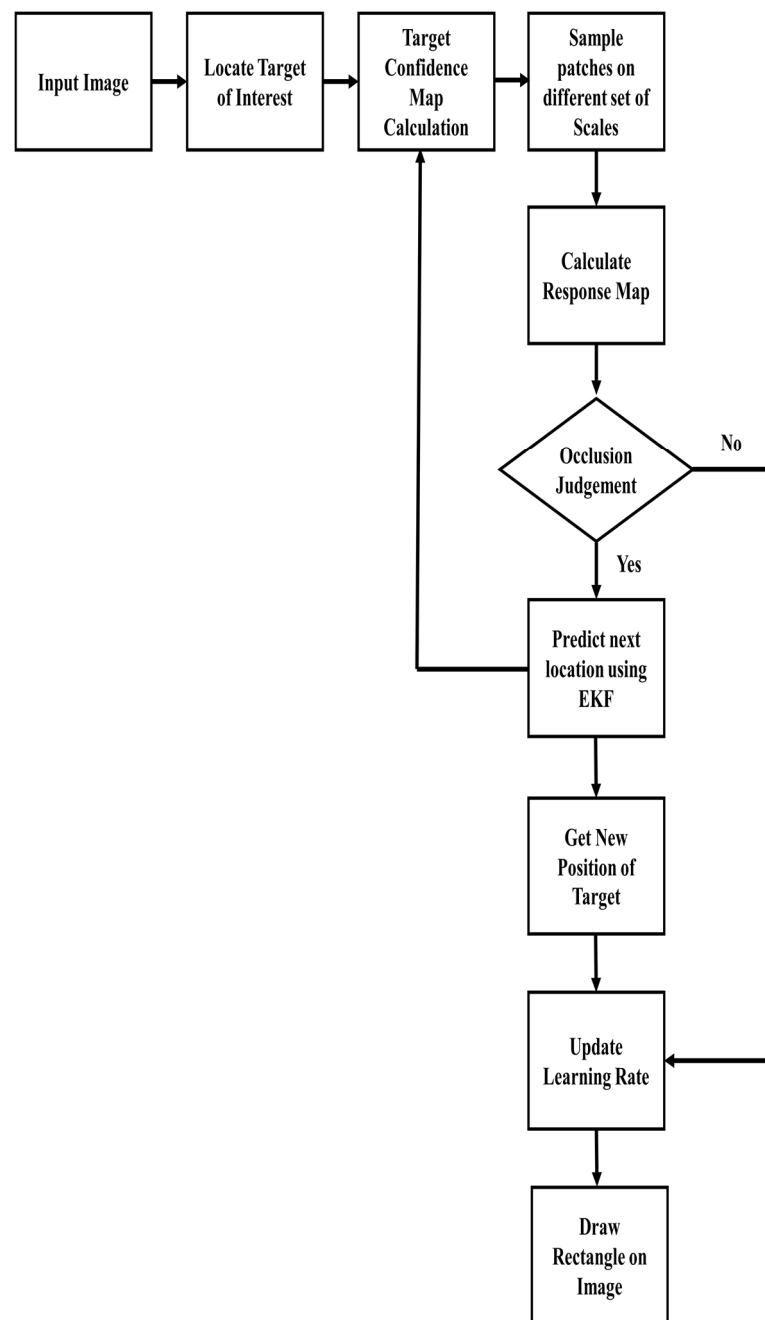 Input Image
Locate Target
of Interest
Target
Confidence
Map
Calculation
Sample
patches on
different set of
Scales
Calculate
Response Map
Occlusion
Judgement
No
Yes
Predict next
location using
EKF
Get New
Position of
Target
Update
Learning Rate
Draw
Rectangle on
Image